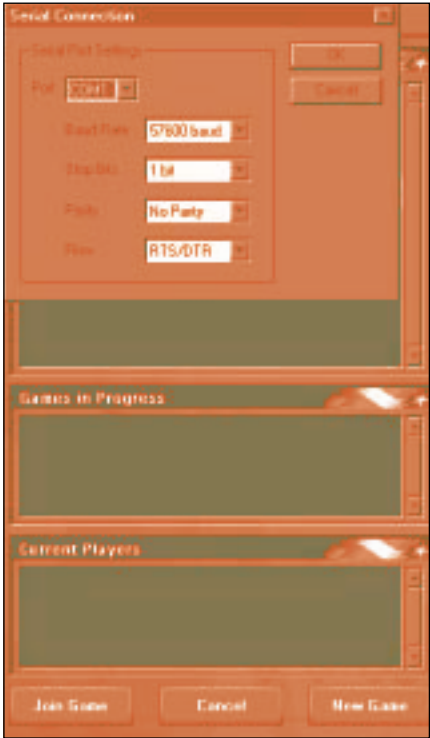 Serial Connection
Serial Port Settings
OK
Port
COM1
Cancel
Baud Rate
57600 baud
Stop Bits
1 bit
Parity
No Parity
Flow
RTS/DTR
Games in Progress
Current Players
Join Game
Cancel
New Game